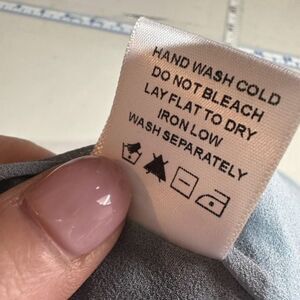 HAND WASH COLD
DO NOT BLEACH
LAY FLAT TO DRY
IRON LOW
WASH SEPARATELY